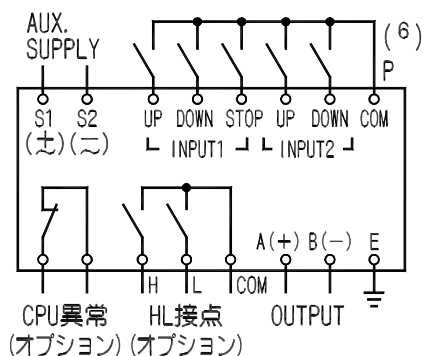 AUX.
SUPPLY
(6)
P
S1 S2 UP DOWN STOP UP DOWN COM
(±) (−)
INPUT1 INPUT2
A(+) B(−) E
H L COM
CPU異常 HL接点 OUTPUT
(オプション) (オプション)